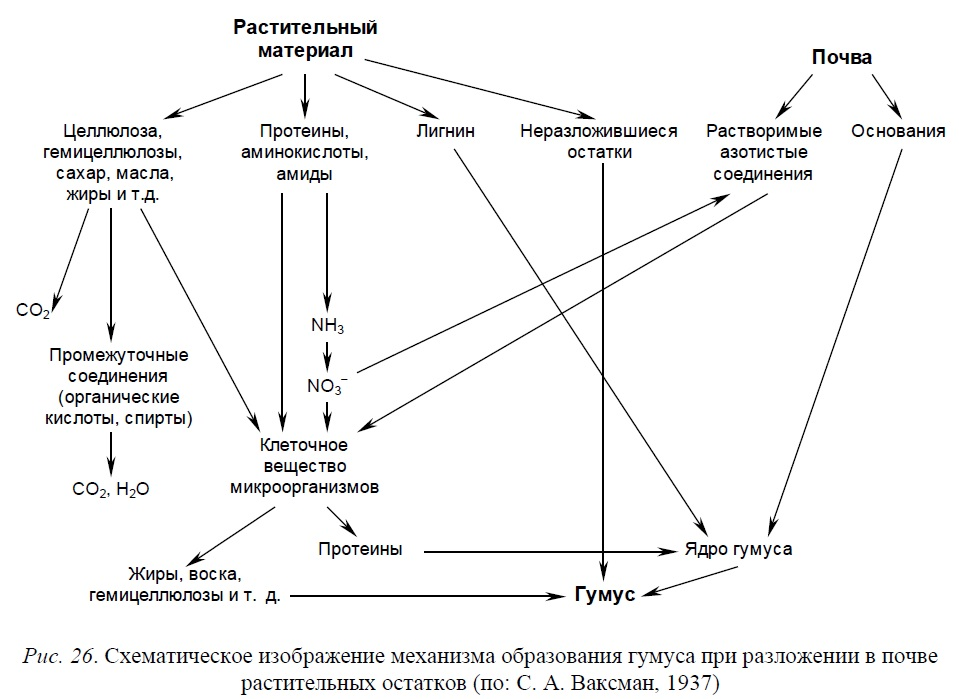 Растительный
материал
Почва
Целлюлоза,
гемицеллюлозы,
сахар, масла,
жиры и т.д.
Протеины,
аминокислоты,
амиды
Лигнин
Неразложившиеся
остатки
Растворимые
азотистые
соединения
Основания
CO₂
NH₃
Промежуточные
соединения
(органические
кислоты, спирты)
NO₃⁻
Клеточное
вещество
микроорганизмов
CO₂, H₂O
Протеины
Ядро гумуса
Жиры, воска,
гемицеллюлозы и т. д.
Гумус
Рис. 26. Схематическое изображение механизма образования гумуса при разложении в почве
растительных остатков (по: С. А. Ваксман, 1937)